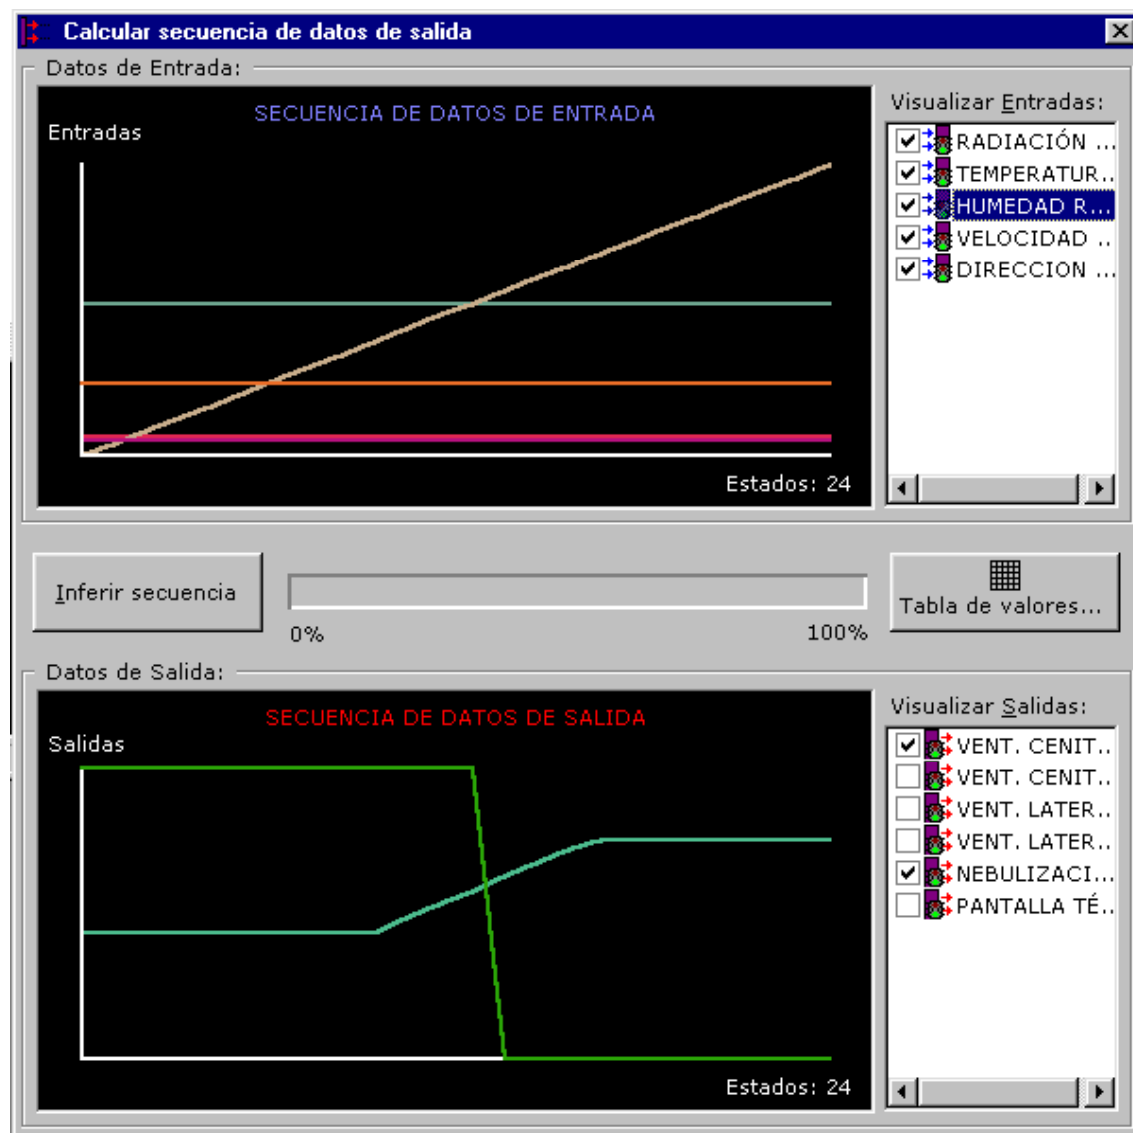 Calcular secuencia de datos de salida
Datos de Entrada:
SECUENCIA DE DATOS DE ENTRADA
Entradas
Estados: 24
Visualizar Entradas:
RADIACIÓN ...
TEMPERATUR..
HUMEDAD R...
VELOCIDAD ..
DIRECCION ...
Inferir secuencia
0%
100%
Tabla de valores...
Datos de Salida:
SECUENCIA DE DATOS DE SALIDA
Salidas
Estados: 24
Visualizar Salidas:
VENT. CENIT..
VENT. CENIT..
VENT. LATER..
VENT. LATER..
NEBULIZACI...
PANTALLA TÉ..